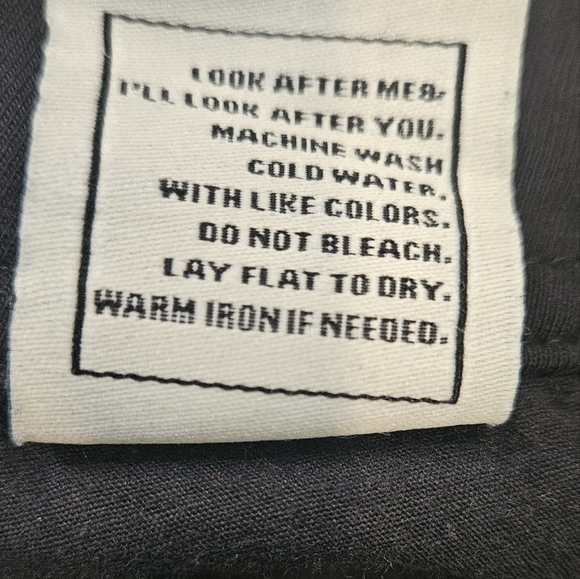 LOOK AFTER ME&
I'LL LOOK AFTER YOU.
MACHINE WASH
COLD WATER.
WITH LIKE COLORS.
DO NOT BLEACH.
LAY FLAT TO DRY.
WARM IRON IF NEEDED.